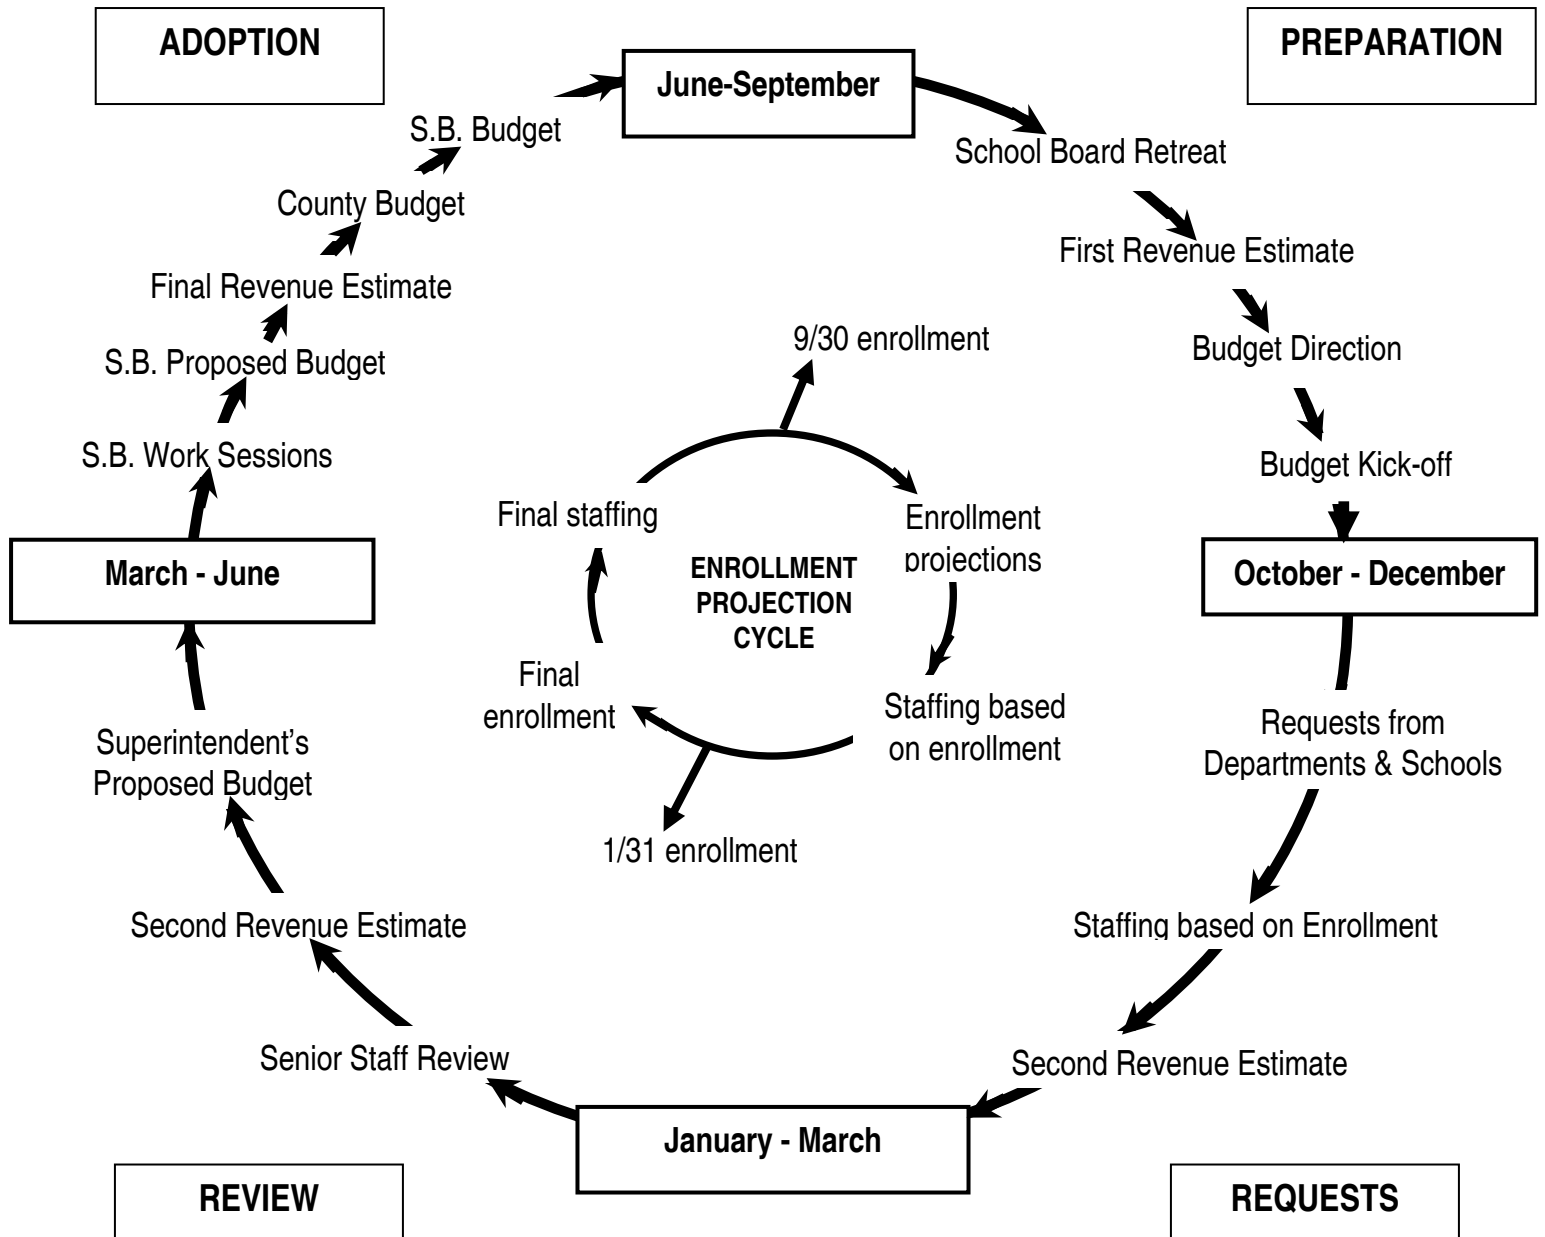 ADOPTION
PREPARATION
June-September
S.B. Budget
School Board Retreat
County Budget
First Revenue Estimate
Final Revenue Estimate
9/30 enrollment
Budget Direction
S.B. Proposed Budget
S.B. Work Sessions
Budget Kick-off
Final staffing
Enrollment
projections
March - June
ENROLLMENT
PROJECTION
CYCLE
October - December
Final
enrollment
Staffing based
on enrollment
Superintendent's
Proposed Budget
Requests from
Departments & Schools
1/31 enrollment
Second Revenue Estimate
Staffing based on Enrollment
Senior Staff Review
Second Revenue Estimate
January - March
REVIEW
REQUESTS